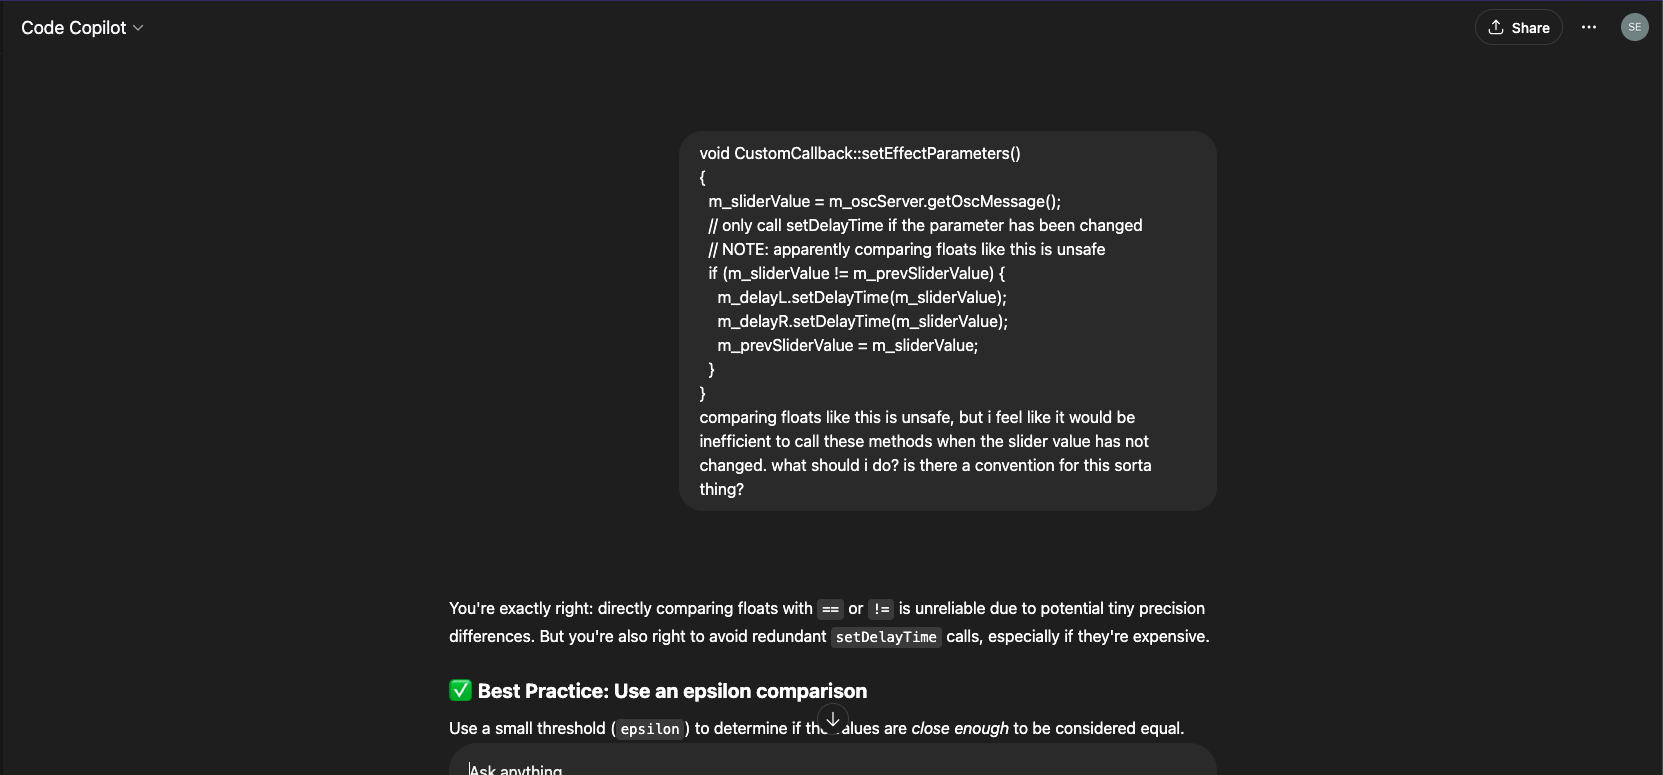 Code Copilot
Share
SE
void CustomCallback::setEffectParameters()
{
m_sliderValue = m_oscServer.getOscMessage();
// only call setDelayTime if the parameter has been changed
// NOTE: apparently comparing floats like this is unsafe
if (m_sliderValue != m_prevSliderValue) {
m_delayL.setDelayTime(m_sliderValue);
m_delayR.setDelayTime(m_sliderValue);
m_prevSliderValue = m_sliderValue;
}
}
comparing floats like this is unsafe, but i feel like it would be
inefficient to call these methods when the slider value has not
changed. what should i do? is there a convention for this sorta
thing?
You're exactly right: directly comparing floats with == or != is unreliable due to potential tiny precision
differences. But you're also right to avoid redundant setDelayTime calls, especially if they're expensive.
✅ Best Practice: Use an epsilon comparison
Use a small threshold (epsilon) to determine if the values are close enough to be considered equal.
Ask anything